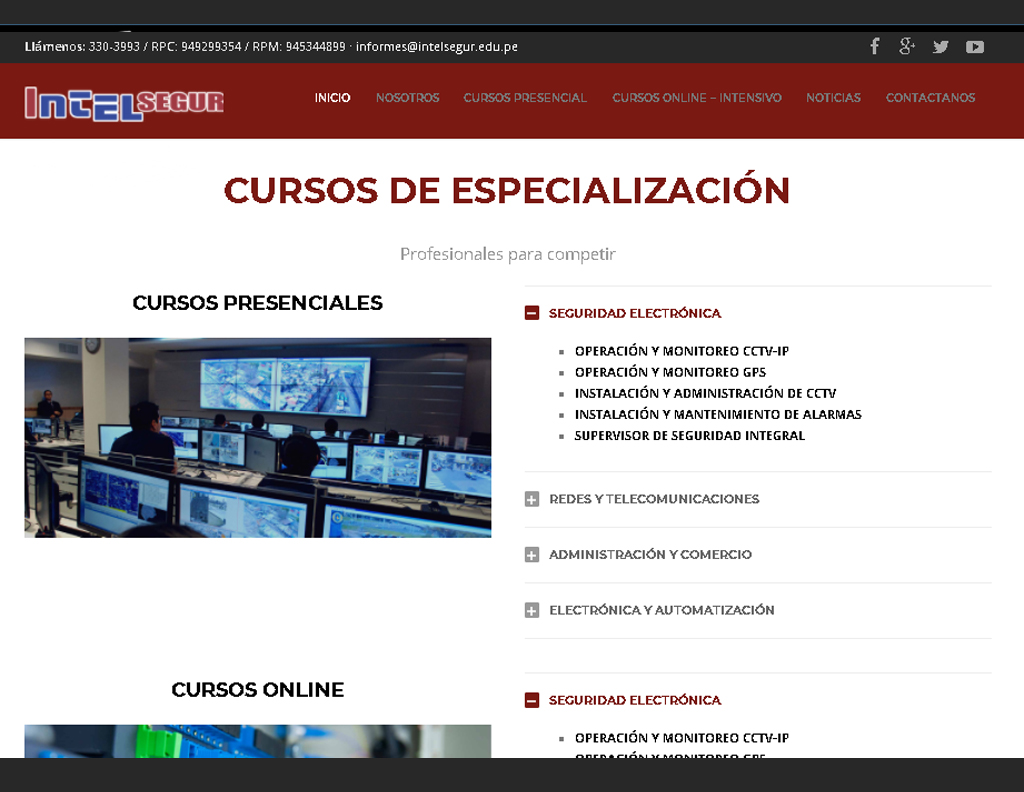 Llámenos: 330-3993 / RPC: 949299354 / RPM: 945344899 · informes@intelsegur.edu.pe
INTELSEGUR
INICIO
NOSOTROS
CURSOS PRESENCIAL
CURSOS ONLINE – INTENSIVO
NOTICIAS
CONTACTANOS
CURSOS DE ESPECIALIZACIÓN
Profesionales para competir
CURSOS PRESENCIALES
SEGURIDAD ELECTRÓNICA
OPERACIÓN Y MONITOREO CCTV-IP
OPERACIÓN Y MONITOREO GPS
INSTALACIÓN Y ADMINISTRACIÓN DE CCTV
INSTALACIÓN Y MANTENIMIENTO DE ALARMAS
SUPERVISOR DE SEGURIDAD INTEGRAL
REDES Y TELECOMUNICACIONES
ADMINISTRACIÓN Y COMERCIO
ELECTRÓNICA Y AUTOMATIZACIÓN
CURSOS ONLINE
SEGURIDAD ELECTRÓNICA
OPERACIÓN Y MONITOREO CCTV-IP
OPERACIÓN Y MONITOREO GPS